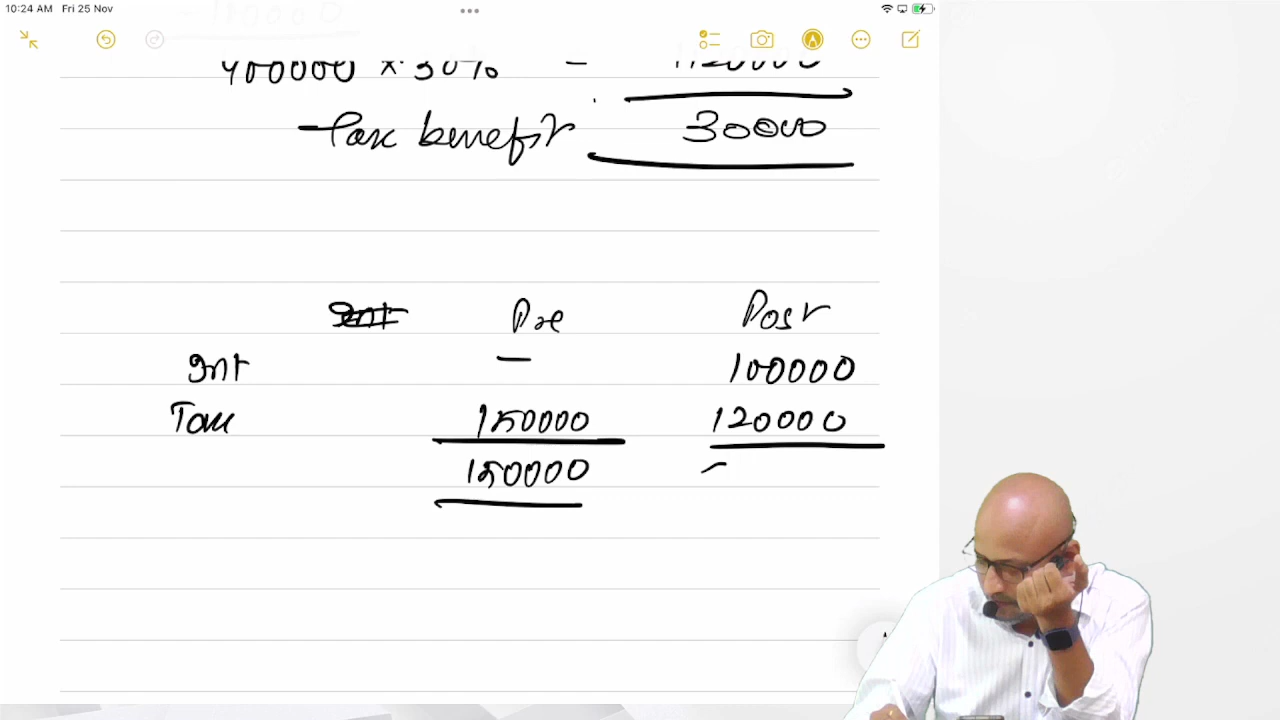 10:24 AM Fri 25 Nov
400000 × 30% - 120000
Tax benefit 30000
Pre Post
Int — 100000
Tax 150000 120000
150000